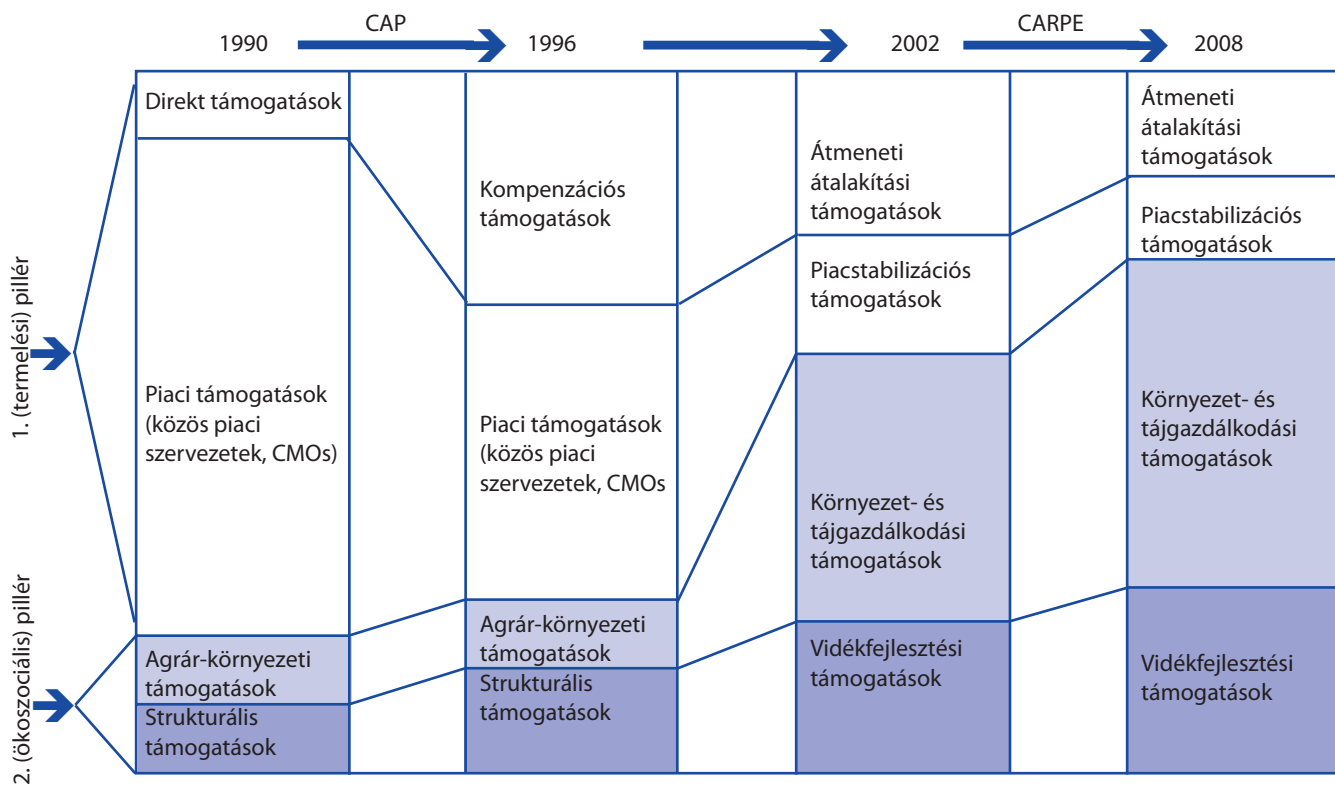 CAP
CARPE
1990
1996
2002
2008
1. (termelési) pillér
2. (ökoszociális) pillér
Direkt támogatások
Piaci támogatások
(közös piaci
szervezetek, CMOs)
Agrár-környezeti
támogatások
Strukturális
támogatások
Kompenzációs
támogatások
Piaci támogatások
(közös piaci
szervezetek, CMOs
Agrár-környezeti
támogatások
Strukturális
támogatások
Átmeneti
átalakítási
támogatások
Piacstabilizációs
támogatások
Környezet- és
tájgazdálkodási
támogatások
Vidékfejlesztési
támogatások
Átmeneti
átalakítási
támogatások
Piacstabilizációs
támogatások
Környezet- és
tájgazdálkodási
támogatások
Vidékfejlesztési
támogatások